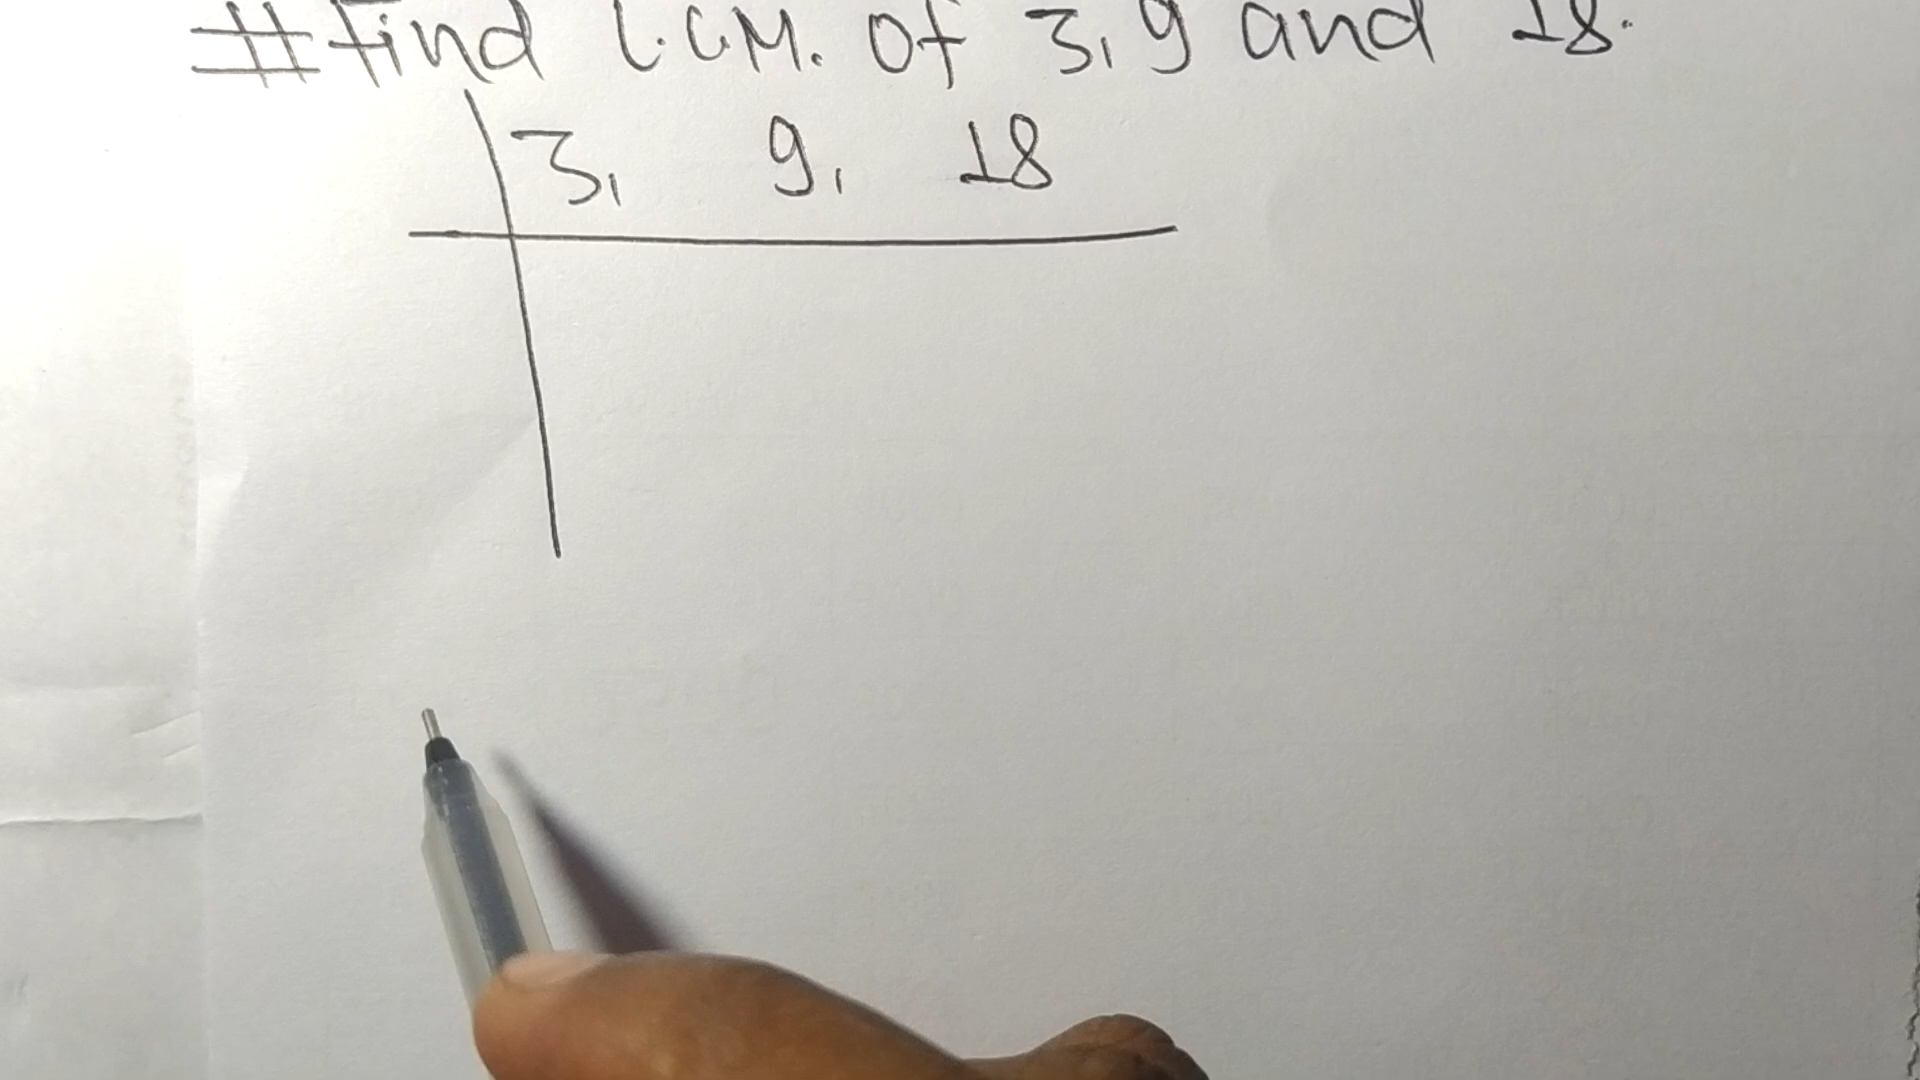 #Find L.C.M. of 3, 9 and 18.
3, 9, 18